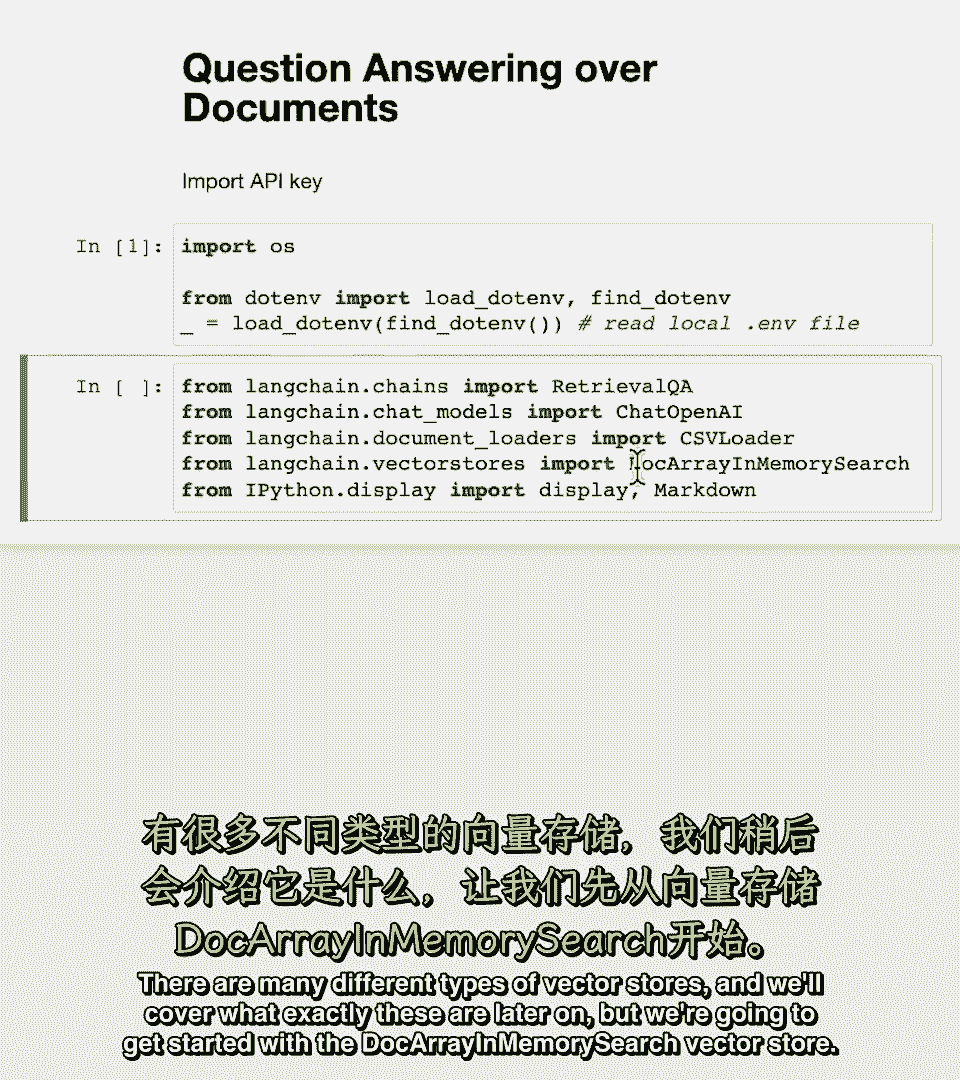 Question Answering over
Documents
Import API key
In [1]: import os
from dotenv import load_dotenv, find_dotenv
_ = load_dotenv(find_dotenv()) # read local .env file
In [ ]: from langchain.chains import RetrievalQA
from langchain.chat_models import ChatOpenAI
from langchain.document_loaders import CSVLoader
from langchain.vectorstores import DocArrayInMemorySearch
from IPython.display import display, Markdown
有很多不同类型的向量存储，我们稍后
会介绍它是什么，让我们先从向量存储
DocArrayInMemorySearch开始。
There are many different types of vector stores, and we'll
cover what exactly these are later on, but we're going to
get started with the DocArrayInMemorySearch vector store.